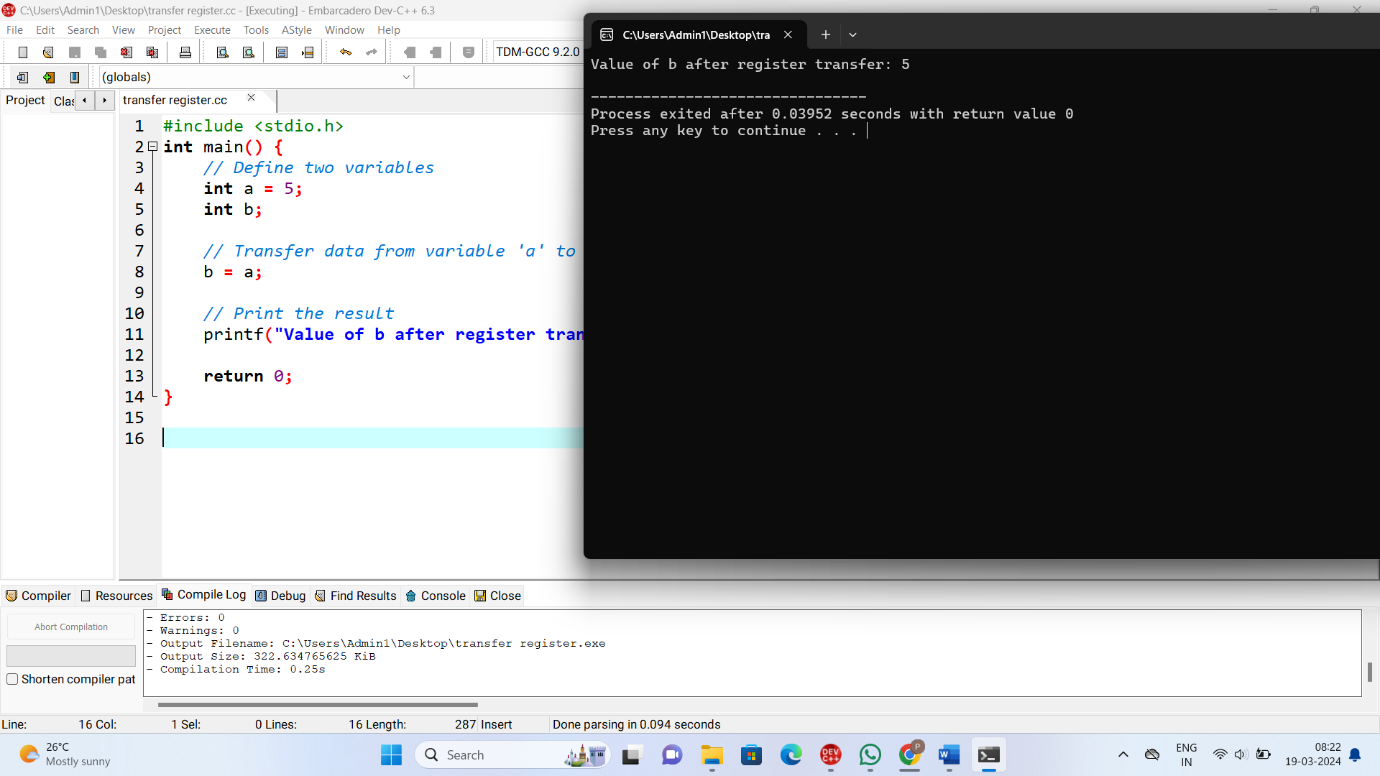 C:\Users\Admin1\Desktop\transfer register.cc - [Executing] - Embarcadero Dev-C++ 6.3
File Edit Search View Project Execute Tools AStyle Window Help
TDM-GCC 9.2.0
(globals)
Project Clas transfer register.cc
1 #include <stdio.h>
2 int main() {
3 // Define two variables
4 int a = 5;
5 int b;
6
7 // Transfer data from variable 'a' to
8 b = a;
9
10 // Print the result
11 printf("Value of b after register tran
12
13 return 0;
14 }
15
16
C:\Users\Admin1\Desktop\tra
Value of b after register transfer: 5
--------------------------------
Process exited after 0.03952 seconds with return value 0
Press any key to continue . . .
Compiler Resources Compile Log Debug Find Results Console Close
Abort Compilation
Shorten compiler pat
- Errors: 0
- Warnings: 0
- Output Filename: C:\Users\Admin1\Desktop\transfer register.exe
- Output Size: 322.634765625 KiB
- Compilation Time: 0.25s
Line: 16 Col: 1 Sel: 0 Lines: 16 Length: 287 Insert Done parsing in 0.094 seconds
26°C
Mostly sunny
Search
DEV C++
P
W
ENG
IN
08:22
19-03-2024